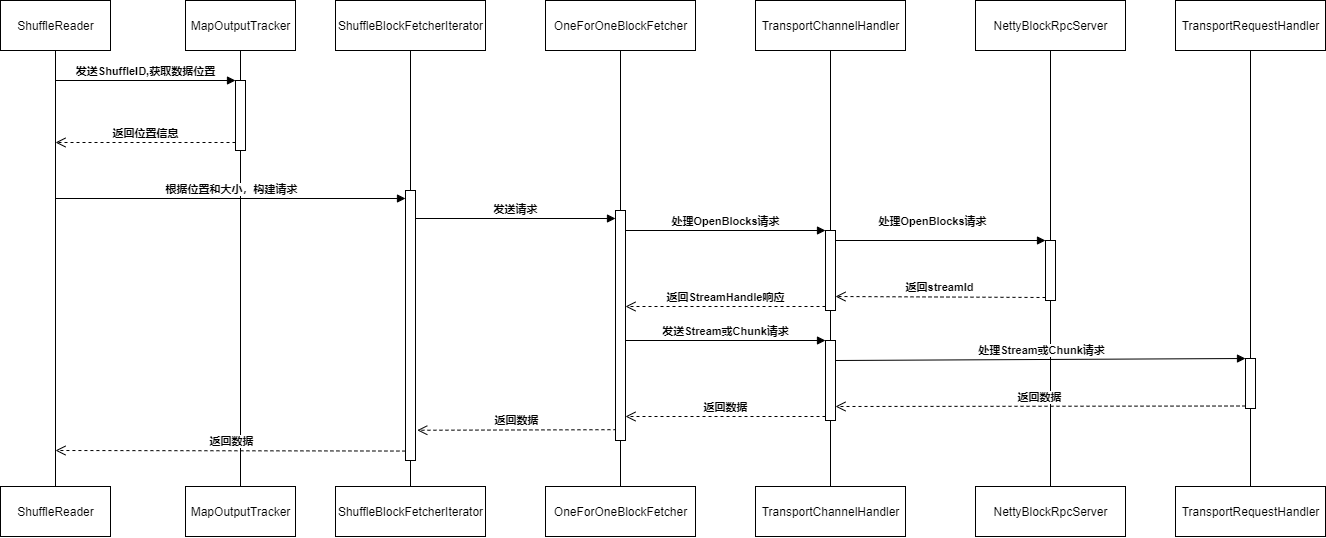 ShuffleReader
MapOutputTracker
ShuffleBlockFetcherIterator
OneForOneBlockFetcher
TransportChannelHandler
NettyBlockRpcServer
TransportRequestHandler
发送ShuffleID,获取数据位置
返回位置信息
根据位置和大小，构建请求
发送请求
处理OpenBlocks请求
处理OpenBlocks请求
返回streamId
返回StreamHandle响应
发送Stream或Chunk请求
处理Stream或Chunk请求
返回数据
返回数据
返回数据
返回数据
ShuffleReader
MapOutputTracker
ShuffleBlockFetcherIterator
OneForOneBlockFetcher
TransportChannelHandler
NettyBlockRpcServer
TransportRequestHandler